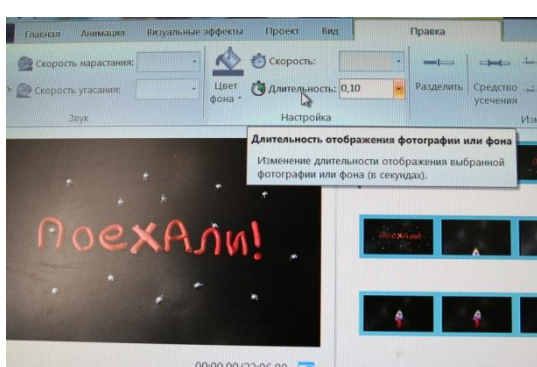 Главная Анимация Визуальные эффекты Проект Вид Правка
Скорость нарастания:
Скорость угасания:
Звук
Цвет фона
Скорость:
Длительность: 0,10
Настройка
Разделить
Средство усечения
Длительность отображения фотографии или фона
Изменение длительности отображения выбранной
фотографии или фона (в секундах).
ПоехАли!
ПоехАли!